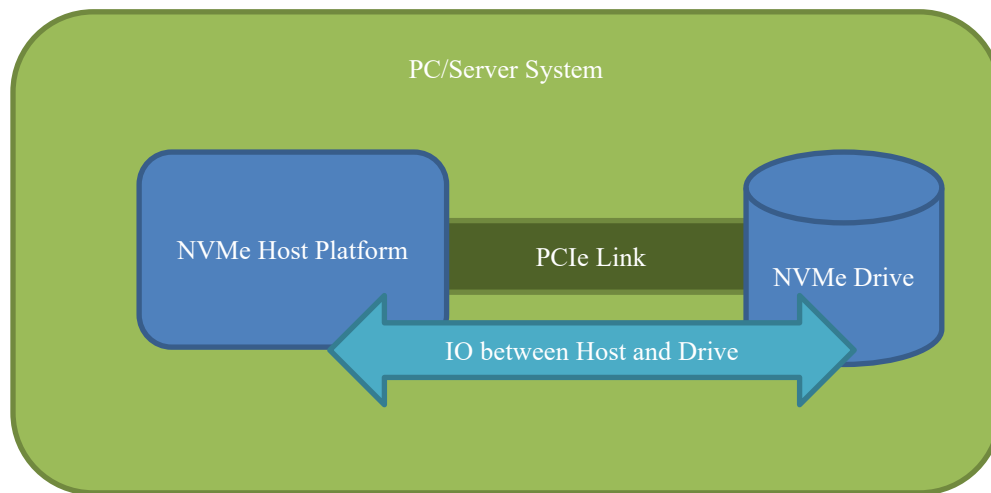 PC/Server System
NVMe Host Platform
PCIe Link
NVMe Drive
IO between Host and Drive